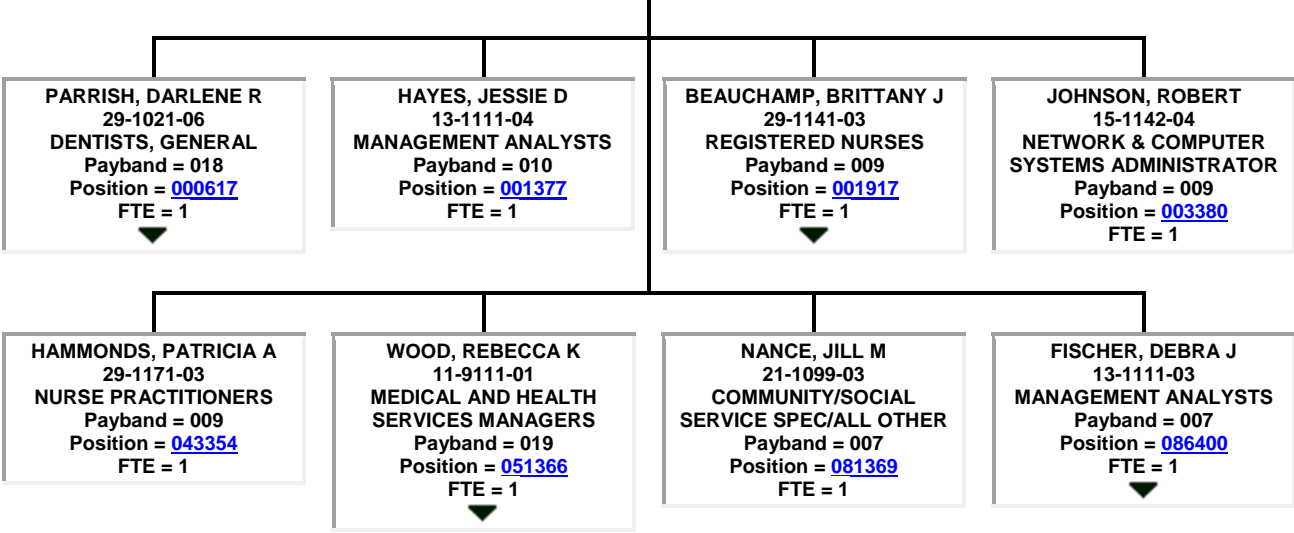 PARRISH, DARLENE R
29-1021-06
DENTISTS, GENERAL
Payband = 018
Position = 000617
FTE = 1
HAYES, JESSIE D
13-1111-04
MANAGEMENT ANALYSTS
Payband = 010
Position = 001377
FTE = 1
BEAUCHAMP, BRITTANY J
29-1141-03
REGISTERED NURSES
Payband = 009
Position = 001917
FTE = 1
JOHNSON, ROBERT
15-1142-04
NETWORK & COMPUTER
SYSTEMS ADMINISTRATOR
Payband = 009
Position = 003380
FTE = 1
HAMMONDS, PATRICIA A
29-1171-03
NURSE PRACTITIONERS
Payband = 009
Position = 043354
FTE = 1
WOOD, REBECCA K
11-9111-01
MEDICAL AND HEALTH
SERVICES MANAGERS
Payband = 019
Position = 051366
FTE = 1
NANCE, JILL M
21-1099-03
COMMUNITY/SOCIAL
SERVICE SPEC/ALL OTHER
Payband = 007
Position = 081369
FTE = 1
FISCHER, DEBRA J
13-1111-03
MANAGEMENT ANALYSTS
Payband = 007
Position = 086400
FTE = 1